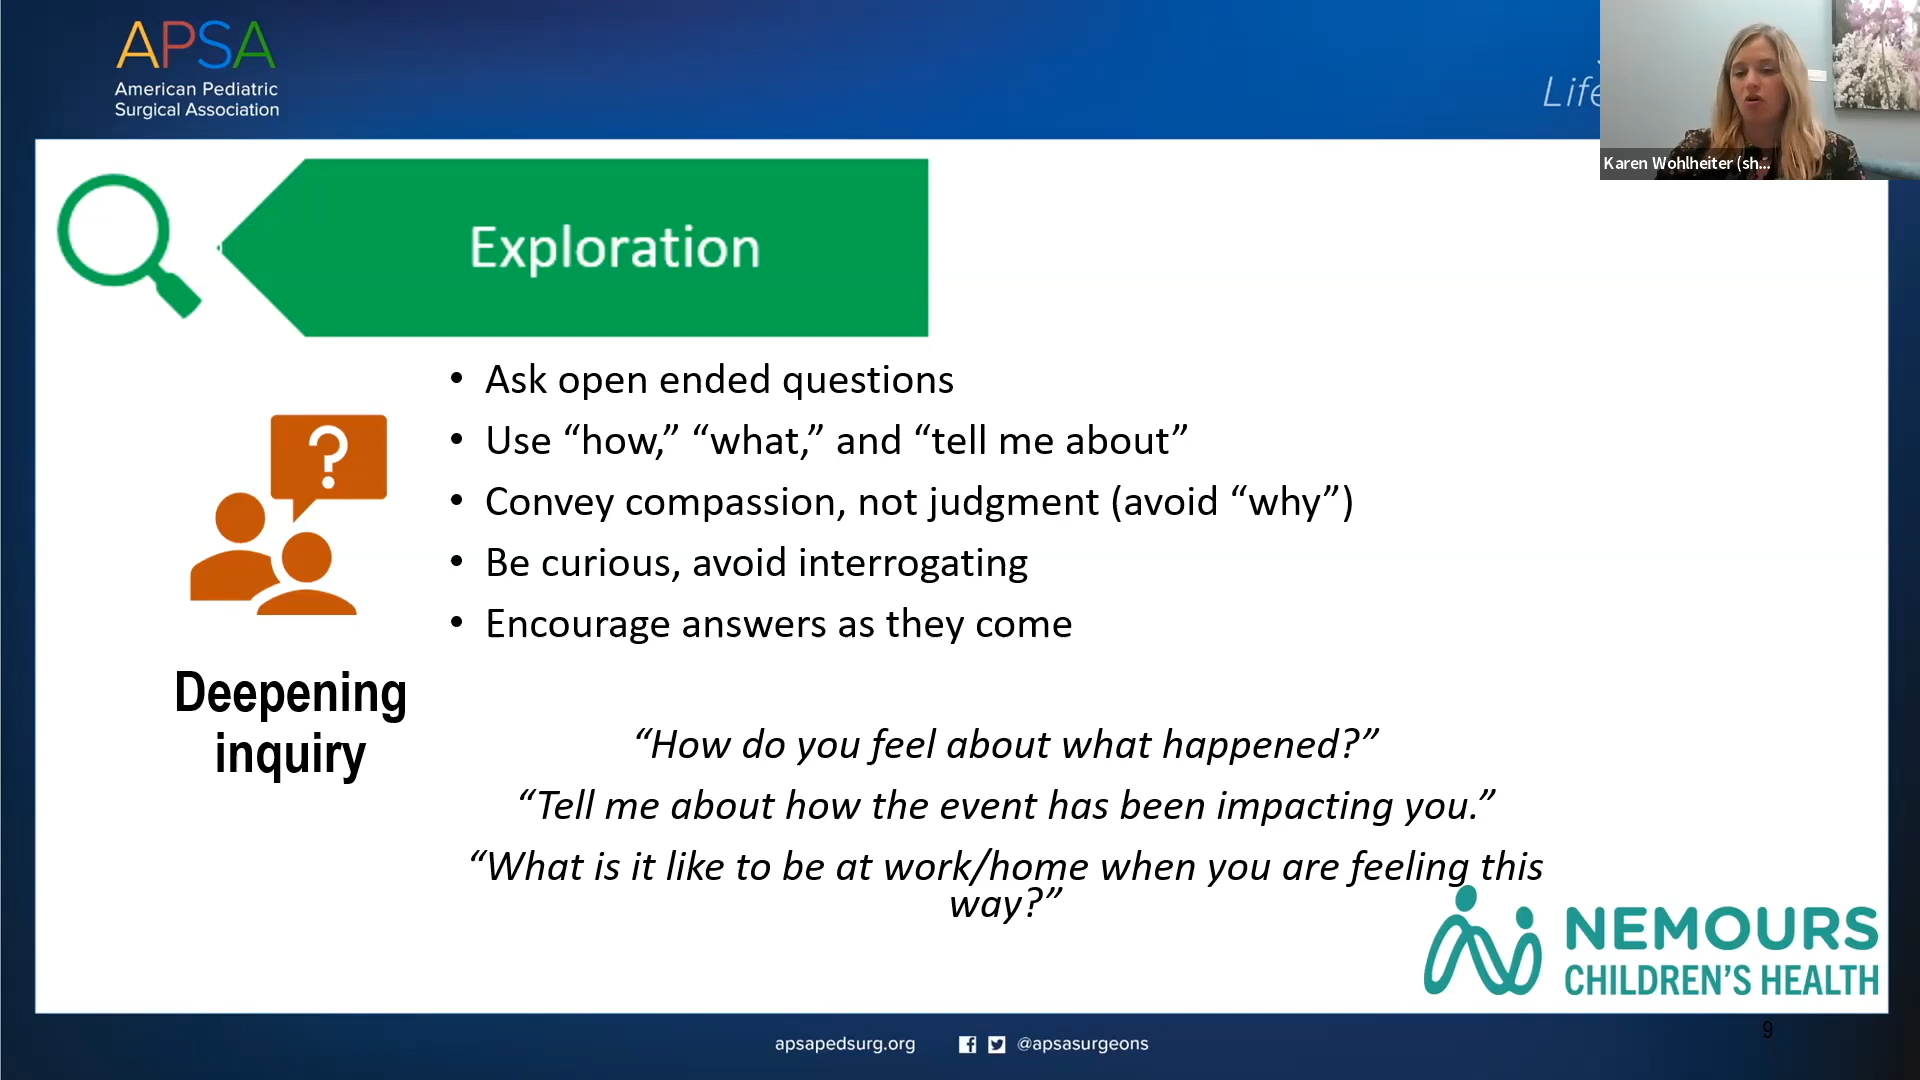 APSA
American Pediatric
Surgical Association
Life
Karen Wohlheiter (sh...
Exploration
• Ask open ended questions
• Use “how,” “what,” and “tell me about”
• Convey compassion, not judgment (avoid “why”)
• Be curious, avoid interrogating
• Encourage answers as they come
?
Deepening
inquiry
“How do you feel about what happened?”
“Tell me about how the event has been impacting you.”
“What is it like to be at work/home when you are feeling this
way?”
NEMOURS
CHILDREN’S HEALTH
apsapedsurg.org
@apsasurgeons
9